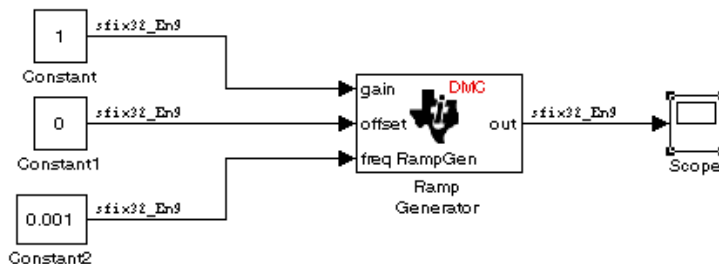 sfix32_En9
1
Constant
DMC
gain
sfix32_En9
0
offset
out
sfix32_En9
Constant1
freq RampGen
Ramp
Generator
Scope
sfix32_En9
0.001
Constant2